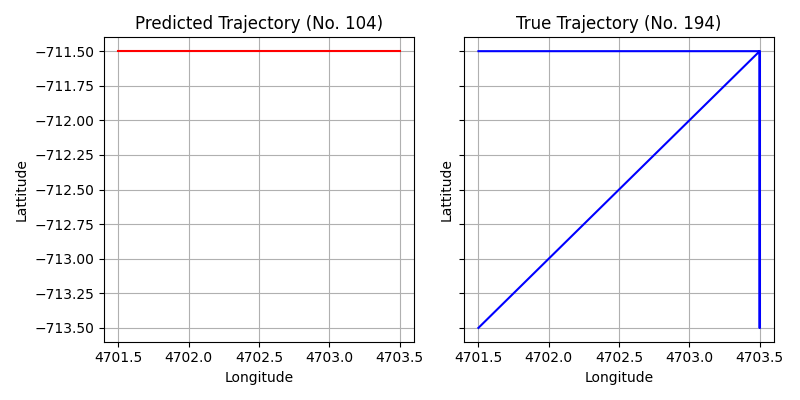 Predicted Trajectory (No. 104)
True Trajectory (No. 194)
−711.50
−711.75
−712.00
−712.25
−712.50
−712.75
−713.00
−713.25
−713.50
Lattitude
Lattitude
4701.5 4702.0 4702.5 4703.0 4703.5
4701.5 4702.0 4702.5 4703.0 4703.5
Longitude
Longitude